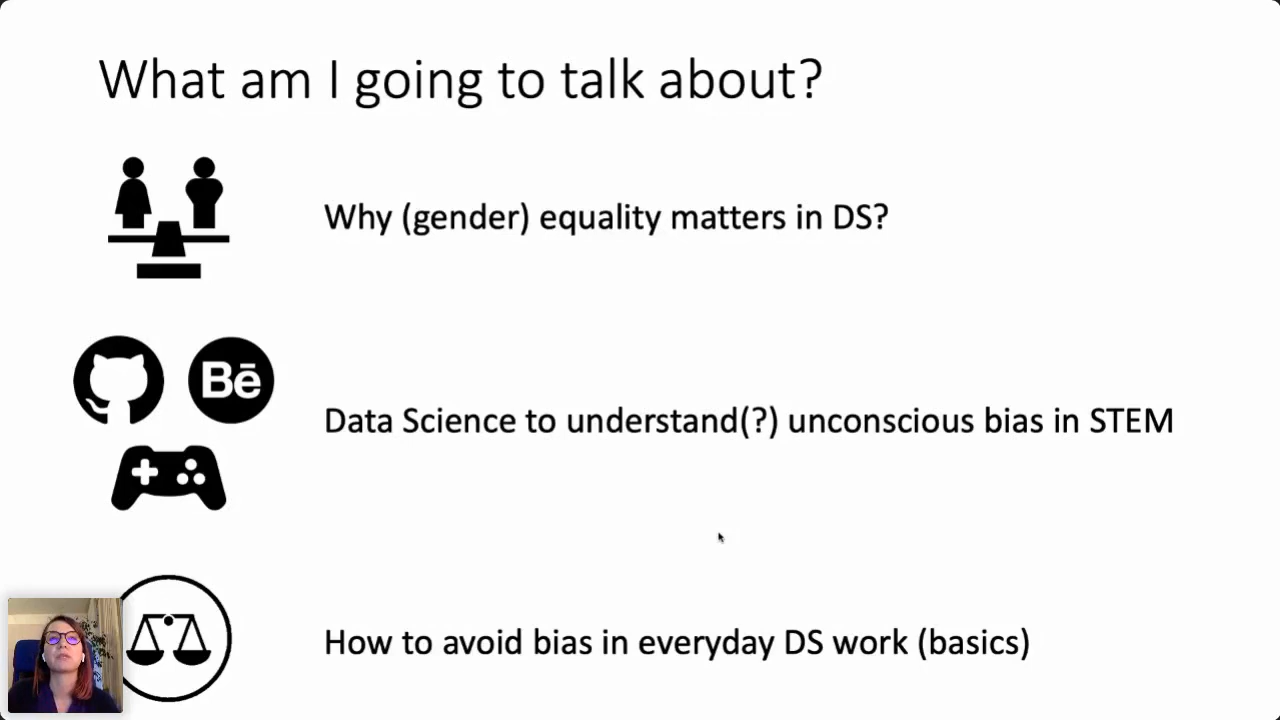 What am I going to talk about?
Why (gender) equality matters in DS?
Bē
Data Science to understand(?) unconscious bias in STEM
How to avoid bias in everyday DS work (basics)